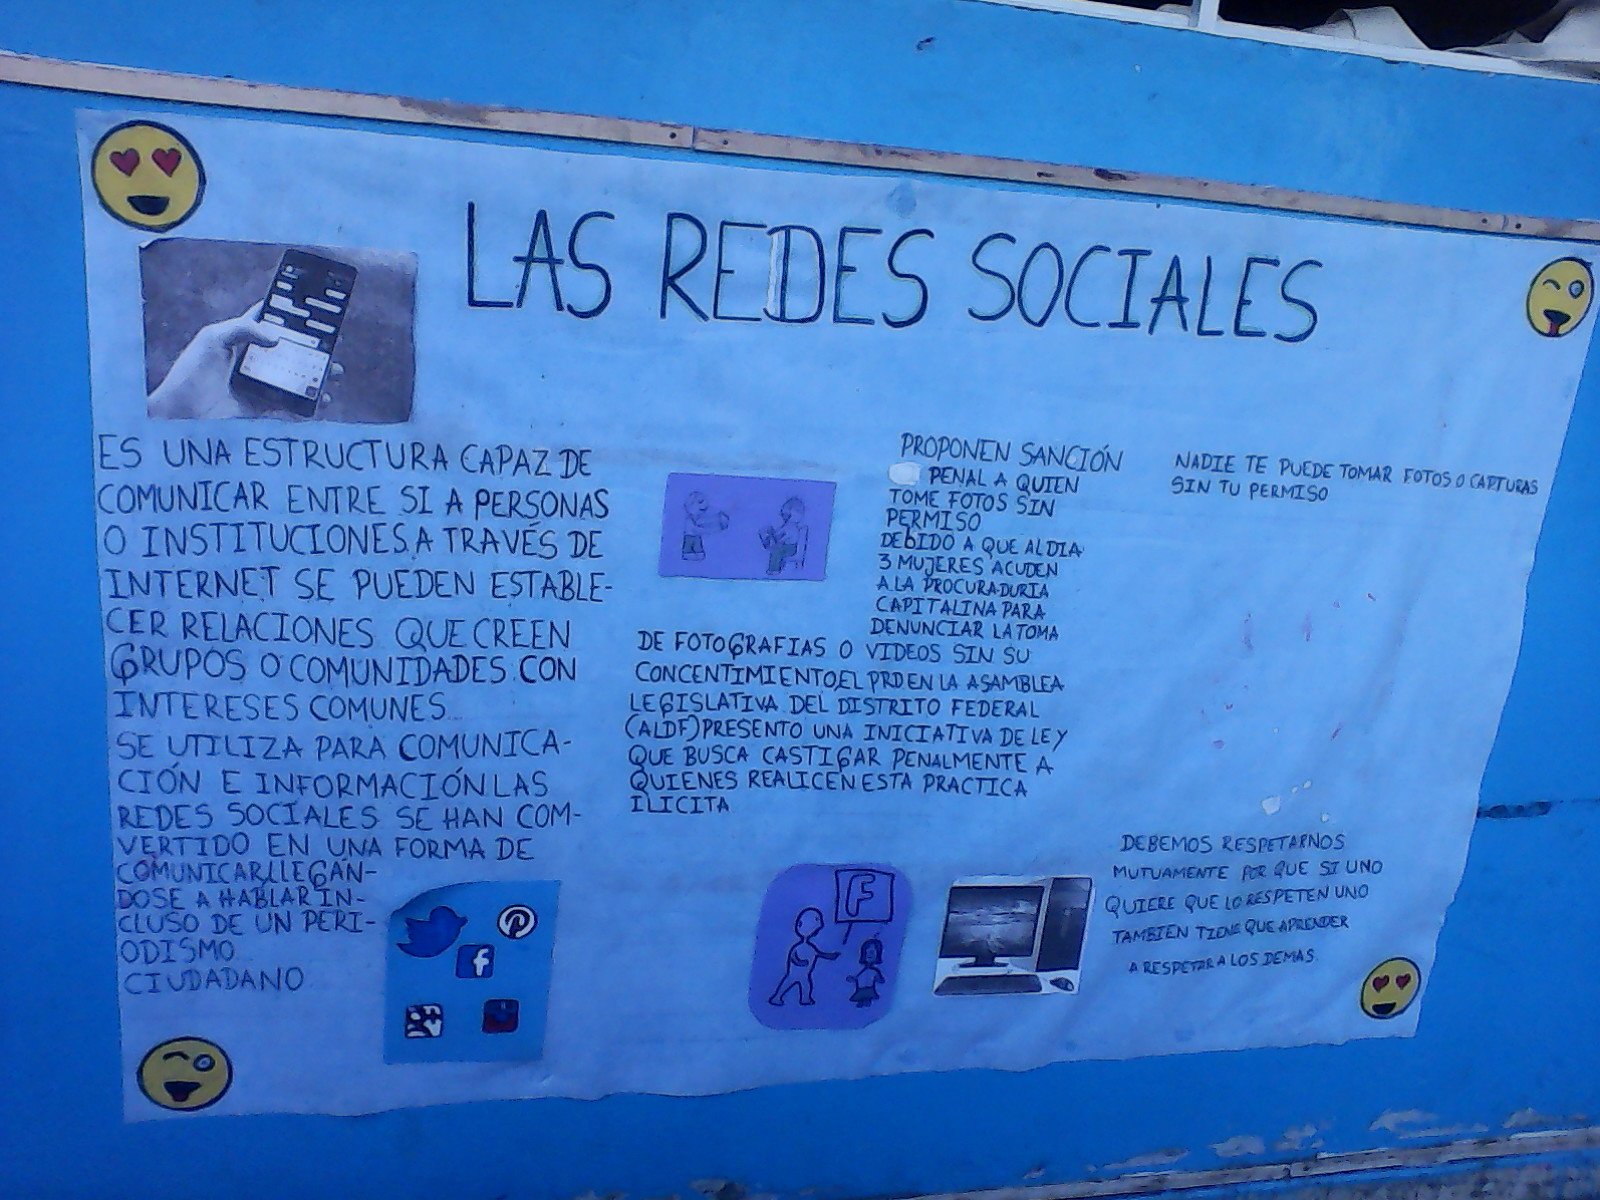 LAS REDES SOCIALES
ES UNA ESTRUCTURA CAPAZ DE
COMUNICAR ENTRE SI A PERSONAS
O INSTITUCIONES.A TRAVÉS DE
INTERNET SE PUEDEN ESTABLE-
CER RELACIONES QUE CREEN
GRUPOS O COMUNIDADES CON
INTERESES COMUNES.
SE UTILIZA PARA COMUNICA-
CIÓN E INFORMACIÓN LAS
REDES SOCIALES SE HAN COM-
VERTIDO EN UNA FORMA DE
COMUNICAR,LLEGAN-
DOSE A HABLAR IN-
CLUSO DE UN PERI-
ODISMO
CIUDADANO
PROPONEN SANCIÓN
PENAL A QUIEN
TOME FOTOS SIN
PERMISO
DEbIDO A QUE AL DIA
3 MUJERES ACUDEN
A LA PROCURADURIA
CAPITALINA PARA
DENUNCIAR LA TOMA
DE FOTOGRAFIAS O VIDEOS SIN SU
CONCENTIMIENTO,EL PRD EN LA ASAMBLEA
LEGISLATIVA DEL DISTRITO FEDERAL
(ALDF)PRESENTO UNA INICIATIVA DE LEY
QUE BUSCA CASTIGAR PENALMENTE A
QUIENES REALICEN ESTA PRACTICA
ILICITA
F
NADIE TE PUEDE TOMAR FOTOS O CAPTURAS
SIN TU PERMISO
DEBEMOS RESPETARNOS
MUTUAMENTE POR QUE SI UNO
QUIERE QUE LO RESPETEN UNO
TAMBIEN TIENE QUE APRENDER
A RESPETAR A LOS DEMAS